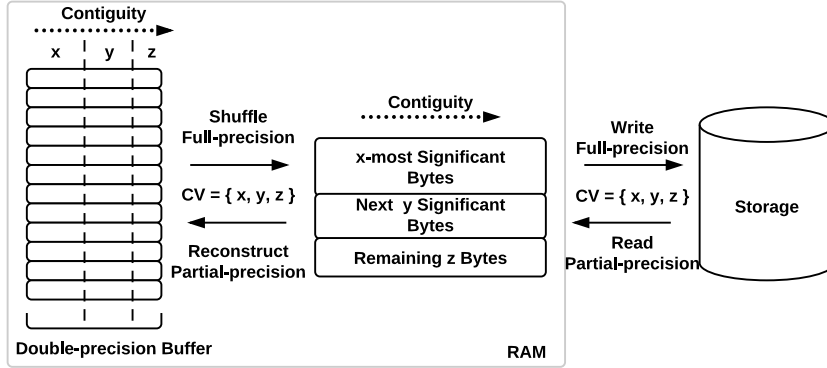 Contiguity
x y z
Double-precision Buffer
Shuffle
Full-precision
CV = { x, y, z }
Reconstruct
Partial-precision
Contiguity
x-most Significant
Bytes
Next y Significant
Bytes
Remaining z Bytes
RAM
Write
Full-precision
CV = { x, y, z }
Read
Partial-precision
Storage